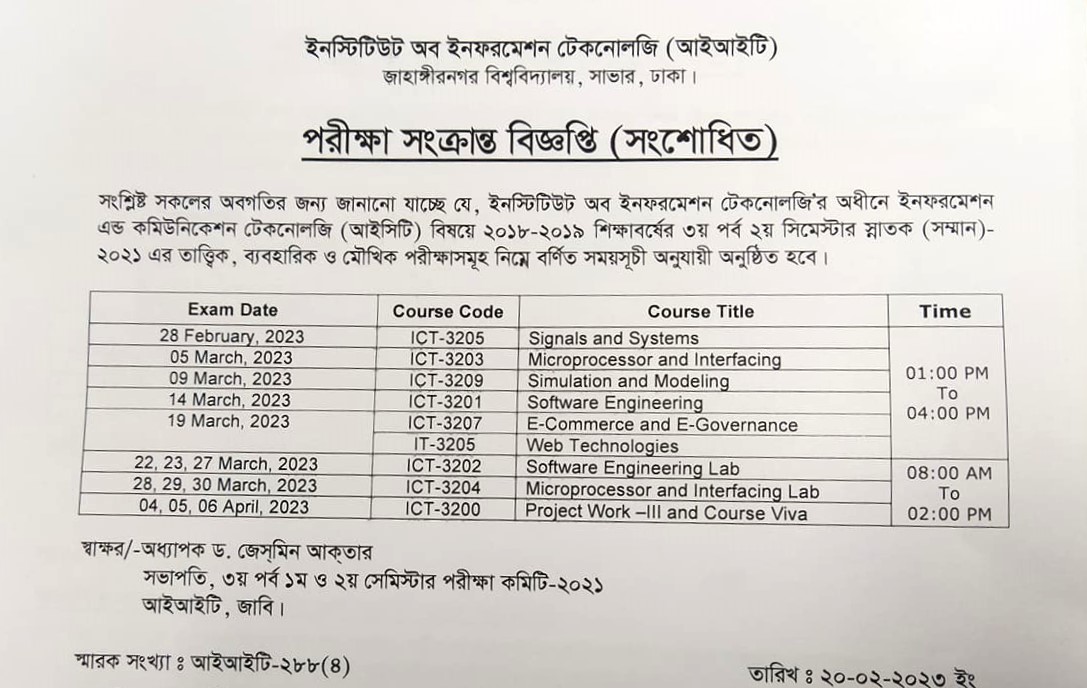 ইনস্টিটিউট অব ইনফরমেশন টেকনোলজি (আইআইটি)
জাহাঙ্গীরনগর বিশ্ববিদ্যালয়, সাভার, ঢাকা।
পরীক্ষা সংক্রান্ত বিজ্ঞপ্তি (সংশোধিত)
সংশ্লিষ্ট সকলের অবগতির জন্য জানানো যাচ্ছে যে, ইনস্টিটিউট অব ইনফরমেশন টেকনোলজি'র অধীনে ইনফরমেশন
এন্ড কমিউনিকেশন টেকনোলজি (আইসিটি) বিষয়ে ২০১৮-২০১৯ শিক্ষাবর্ষের ৩য় পর্ব ২য় সিমেস্টার স্নাতক (সম্মান)-
২০২১ এর তাত্ত্বিক, ব্যবহারিক ও মৌখিক পরীক্ষাসমূহ নিম্নে বর্ণিত সময়সূচী অনুযায়ী অনুষ্ঠিত হবে।
Exam Date Course Code Course Title Time
28 February, 2023 ICT-3205 Signals and Systems
05 March, 2023 ICT-3203 Microprocessor and Interfacing
09 March, 2023 ICT-3209 Simulation and Modeling 01:00 PM
14 March, 2023 ICT-3201 Software Engineering To
19 March, 2023 ICT-3207 E-Commerce and E-Governance 04:00 PM
IT-3205 Web Technologies
22, 23, 27 March, 2023 ICT-3202 Software Engineering Lab 08:00 AM
28, 29, 30 March, 2023 ICT-3204 Microprocessor and Interfacing Lab To
04, 05, 06 April, 2023 ICT-3200 Project Work –III and Course Viva 02:00 PM
স্বাক্ষর/-অধ্যাপক ড. জেস্‌মিন আক্‌তার
সভাপতি, ৩য় পর্ব ১ম ও ২য় সেমিস্টার পরীক্ষা কমিটি-২০২১
আইআইটি, জাবি।
স্মারক সংখ্যা ঃ আইআইটি-২৮৮(৪)
তারিখ ঃ ২০-০২-২০২৩ ইং